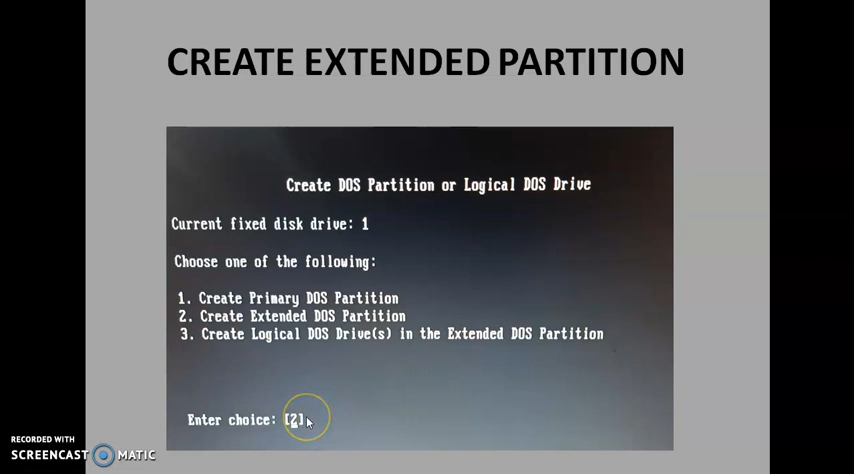 CREATE EXTENDED PARTITION
Create DOS Partition or Logical DOS Drive
Current fixed disk drive: 1
Choose one of the following:
1. Create Primary DOS Partition
2. Create Extended DOS Partition
3. Create Logical DOS Drive(s) in the Extended DOS Partition
Enter choice: [2]
RECORDED WITH
SCREENCAST MATIC